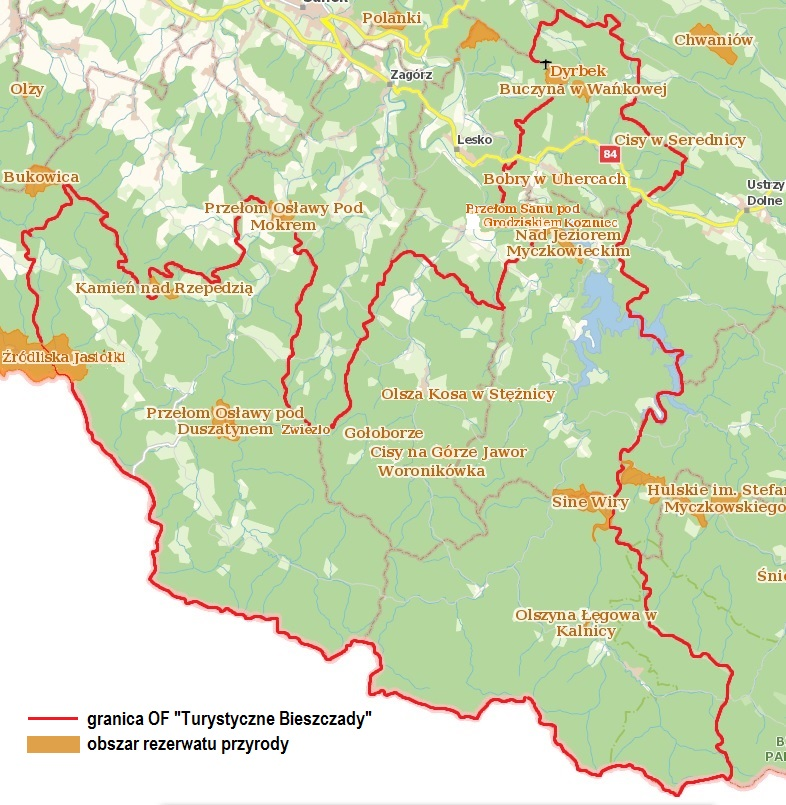 Polanki
Chwaniów
Zagórz
Dyrbek
Olzy
Buczyna w Wańkowej
Lesko
Cisy w Serednicy
84
Bukowica
Bobry w Uhercach
Ustrzy
Dolne
Przełom Osławy Pod
Mokrem
Przełom Sanu pod
Grodziskiem Koziniec
Nad Jeziorem
Myczkowskiem
Kamień nad Rzepedzią
Źródliska Jasiołki
Olsza Kosa w Stężnicy
Przełom Osławy pod
Duszatynem
Zwiezło
Gołoborze
Cisy na Górze Jawor
Woronikówka
Sine Wiry
Hulskie im. Stefan
Myczkowskiego
Śnie
Olszyna Łęgowa w
Kalnicy
granica OF "Turystyczne Bieszczady"
obszar rezerwatu przyrody